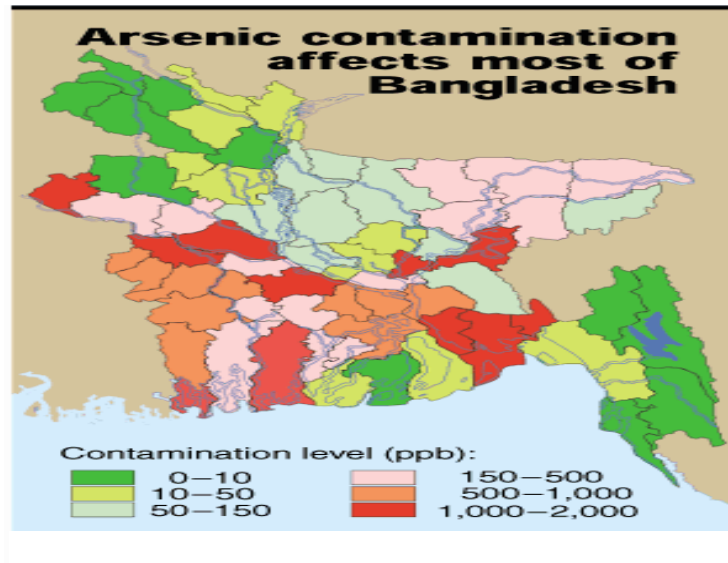 Arsenic contamination
affects most of
Bangladesh
Contamination level (ppb):
0–10
10–50
50–150
150–500
500–1,000
1,000–2,000